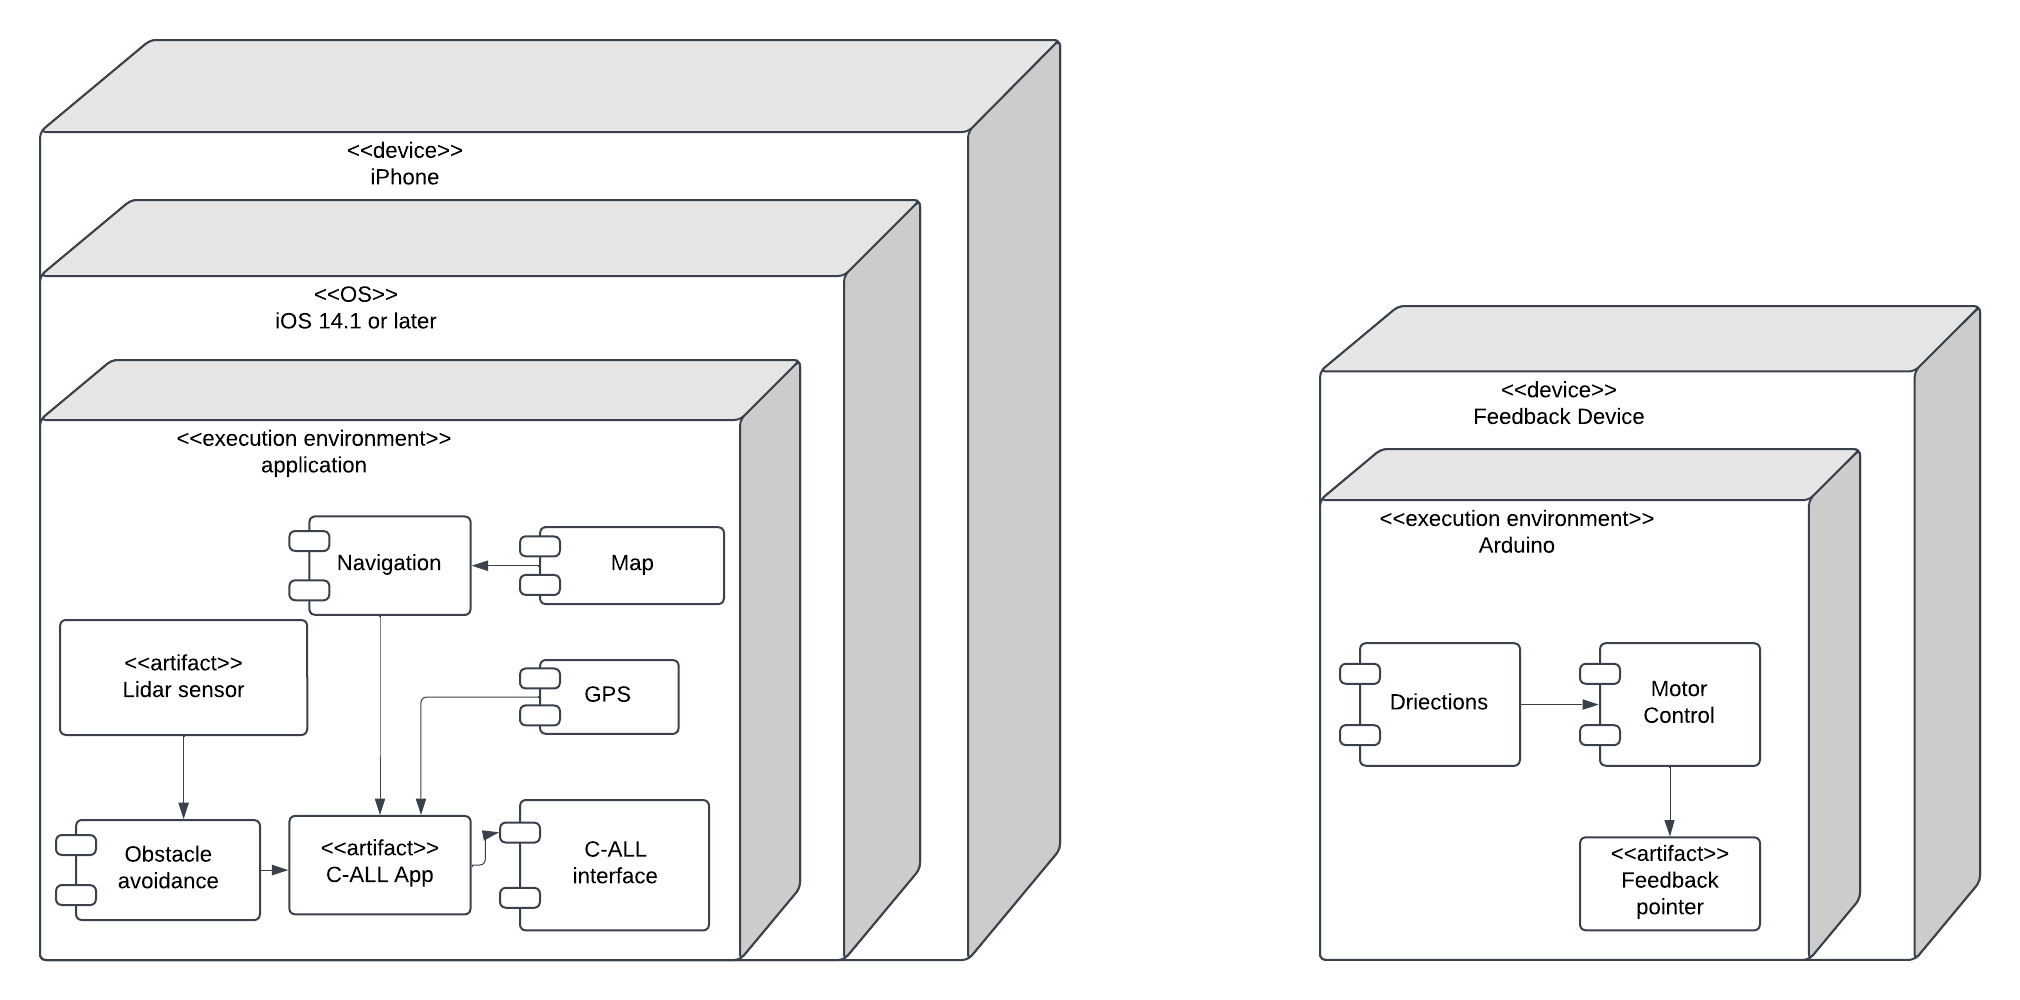 <<device>>
iPhone
<<OS>>
iOS 14.1 or later
<<execution environment>>
application
Navigation
Map
<<artifact>>
Lidar sensor
GPS
Obstacle
avoidance
<<artifact>>
C-ALL App
C-ALL
interface
<<device>>
Feedback Device
<<execution environment>>
Arduino
Driections
Motor
Control
<<artifact>>
Feedback
pointer